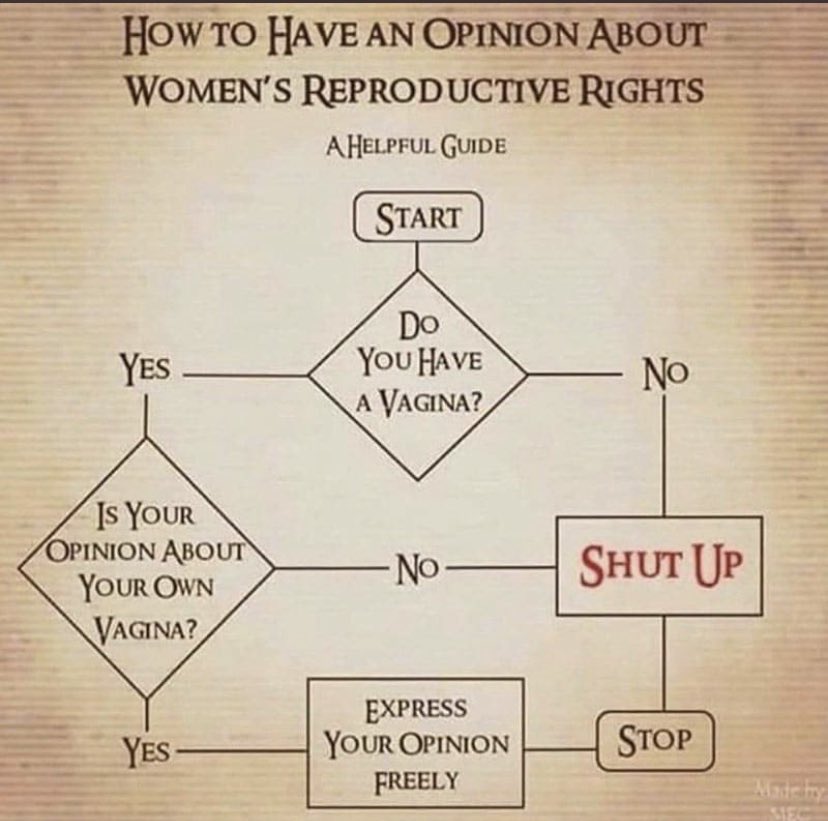 HOW TO HAVE AN OPINION ABOUT
WOMEN'S REPRODUCTIVE RIGHTS
A HELPFUL GUIDE
START
DO
YOU HAVE
A VAGINA?
YES
NO
IS YOUR
OPINION ABOUT
YOUR OWN
VAGINA?
NO
SHUT UP
YES
EXPRESS
YOUR OPINION
FREELY
STOP
Made by
MEC